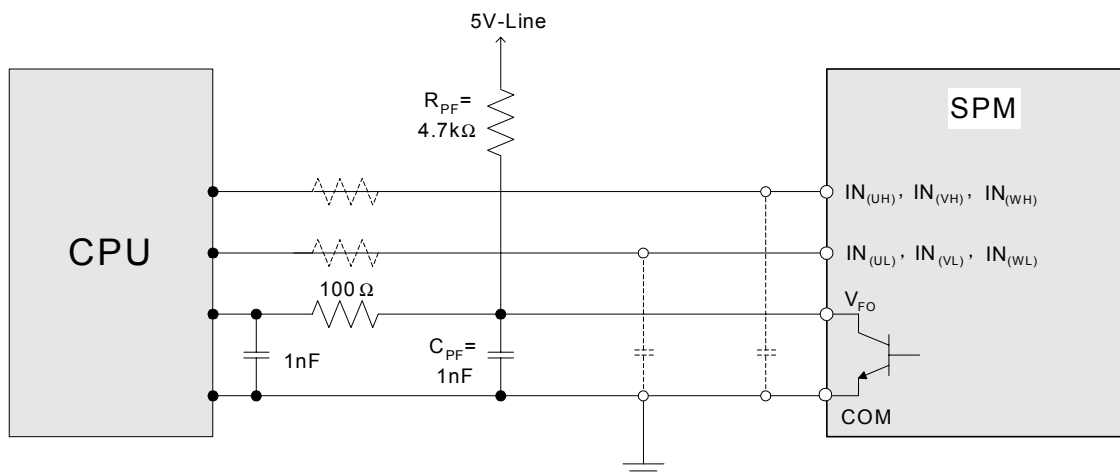 5V-Line
R_PF=
4.7kΩ
SPM
CPU
IN_(UH), IN_(VH), IN_(WH)
IN_(UL), IN_(VL), IN_(WL)
100 Ω
V_FO
1nF
C_PF=
1nF
COM